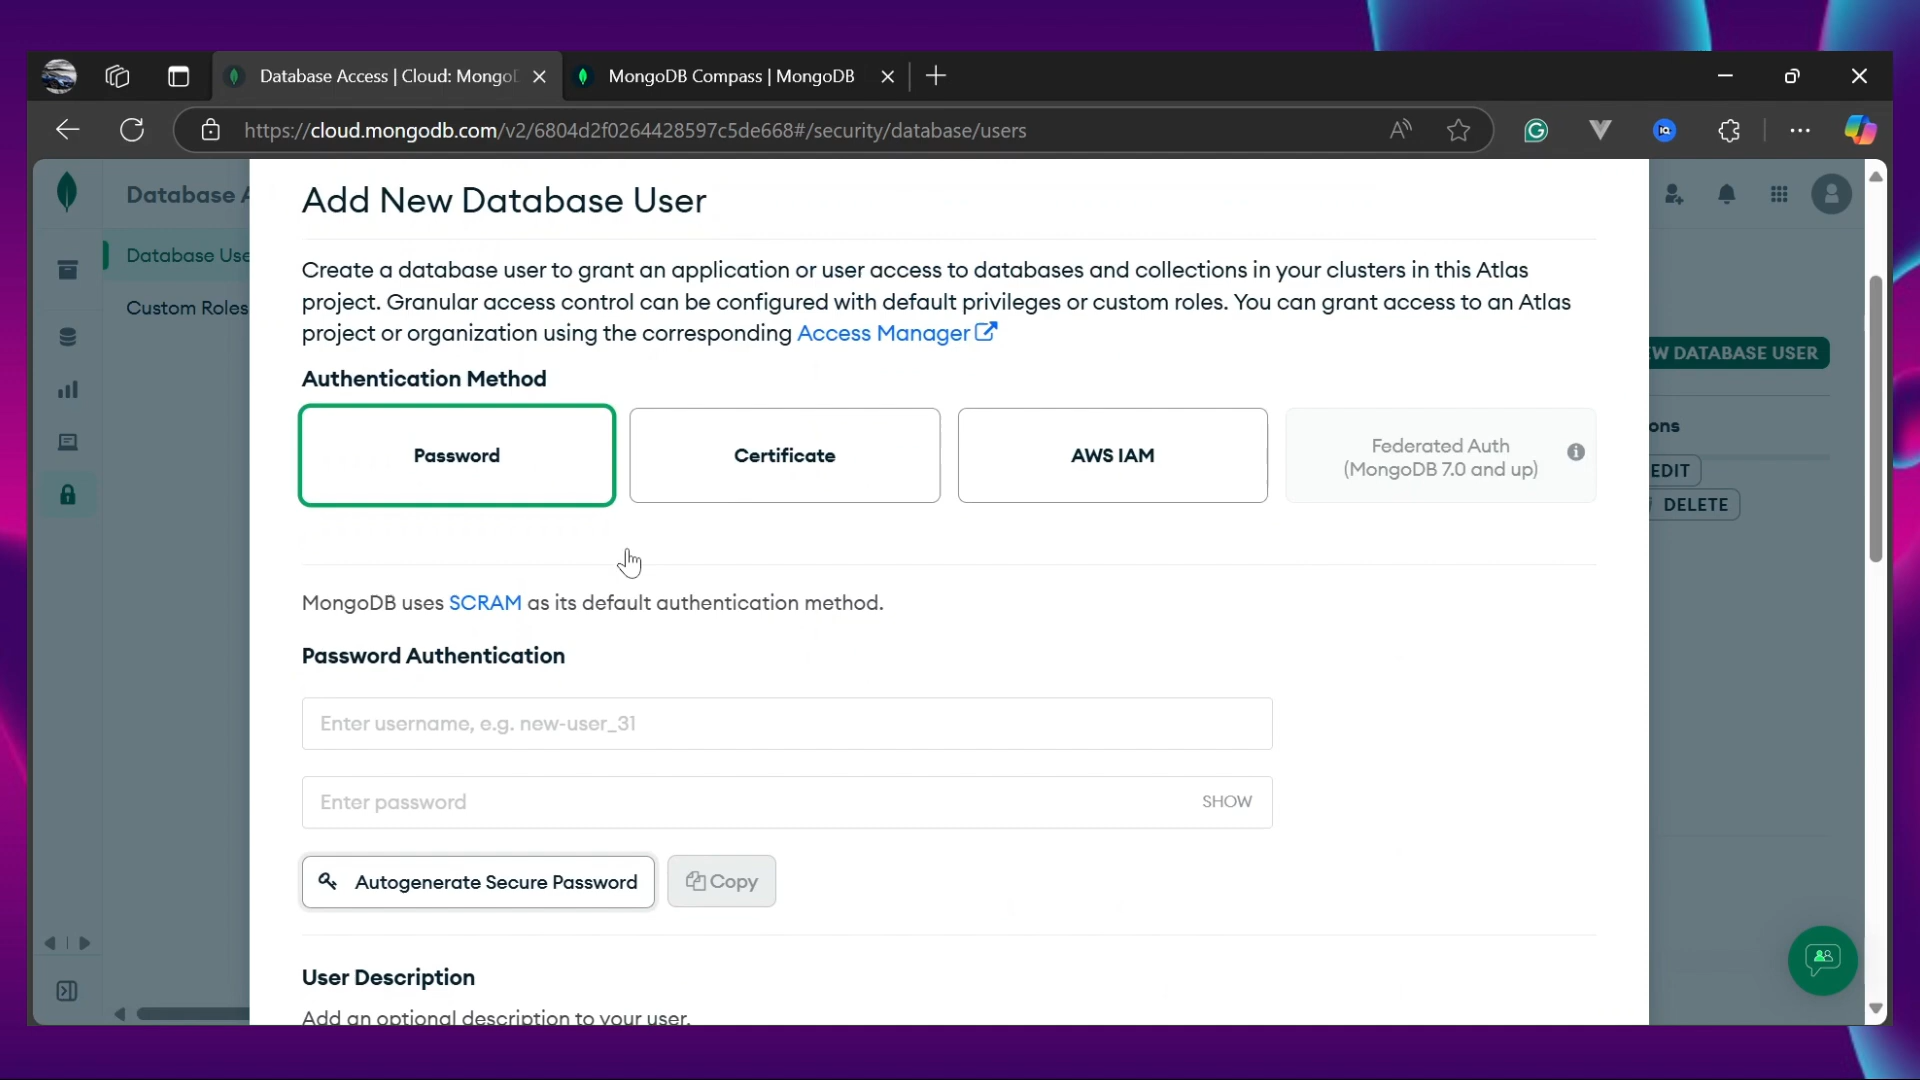 Database Access | Cloud: Mongo
MongoDB Compass | MongoDB
https://cloud.mongodb.com/v2/6804d2f0264428597c5de668#/security/database/users
Database A
Database Use
Custom Roles
Add New Database User
Create a database user to grant an application or user access to databases and collections in your clusters in this Atlas
project. Granular access control can be configured with default privileges or custom roles. You can grant access to an Atlas
project or organization using the corresponding Access Manager
Authentication Method
Password
Certificate
AWS IAM
Federated Auth
(MongoDB 7.0 and up)
MongoDB uses SCRAM as its default authentication method.
Password Authentication
Enter username, e.g. new-user_31
Enter password
SHOW
Autogenerate Secure Password
Copy
User Description
Add an optional description to your user.
W DATABASE USER
ons
EDIT
DELETE